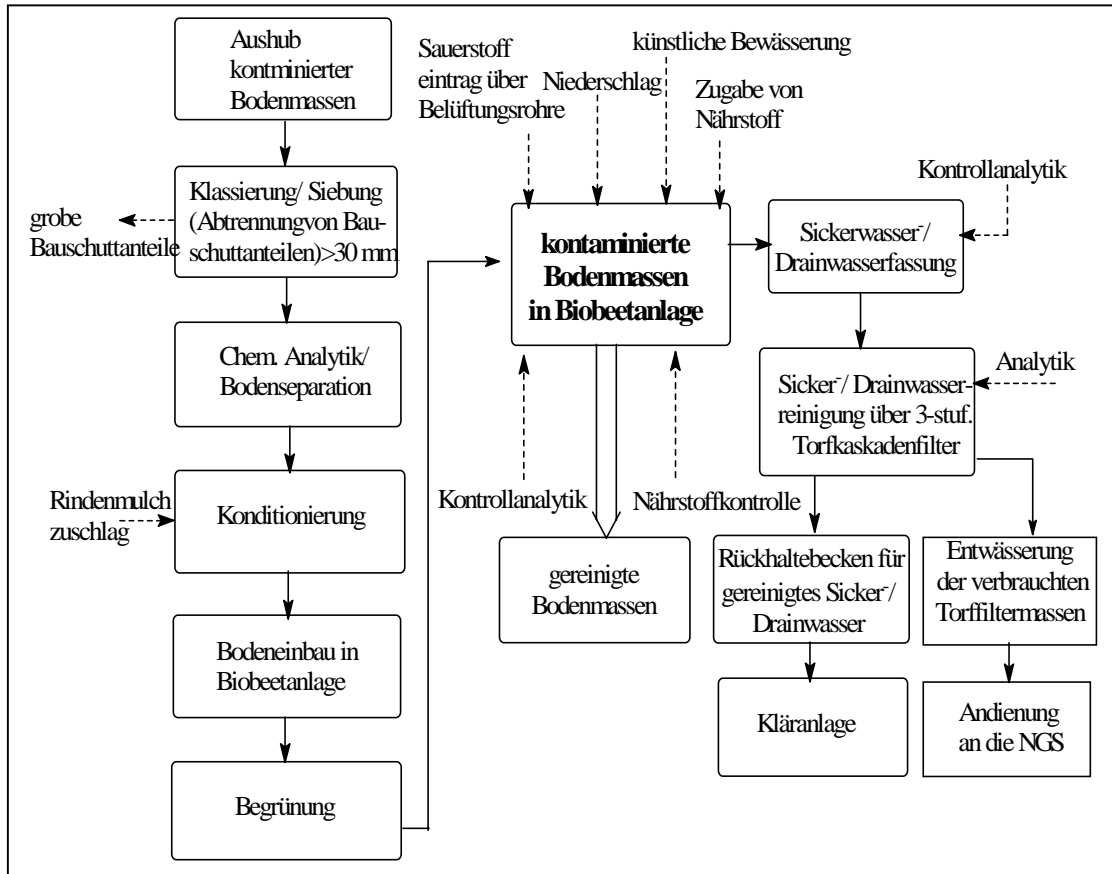 Aushub
kontminierter
Bodenmassen
grobe
Bauschuttanteile
Klassierung/ Siebung
(Abtrennungvon Bau-
schuttanteilen)>30 mm
Chem. Analytik/
Bodenseparation
Rindenmulch
zuschlag
Konditionierung
Bodeneinbau in
Biobeetanlage
Begrünung
Sauerstoff
eintrag über
Belüftungsrohre
Niederschlag
künstliche Bewässerung
Zugabe von
Nährstoff
kontaminierte
Bodenmassen
in Biobeetanlage
Kontrollanalytik
Nährstoffkontrolle
gereinigte
Bodenmassen
Kontrollanalytik
Sickerwasser-/
Drainwasserfassung
Analytik
Sicker-/ Drainwasser-
reinigung über 3-stuf.
Torfkaskadenfilter
Rückhaltebecken für
gereinigtes Sicker-/
Drainwasser
Kläranlage
Entwässerung
der verbrauchten
Torffiltermassen
Andienung
an die NGS